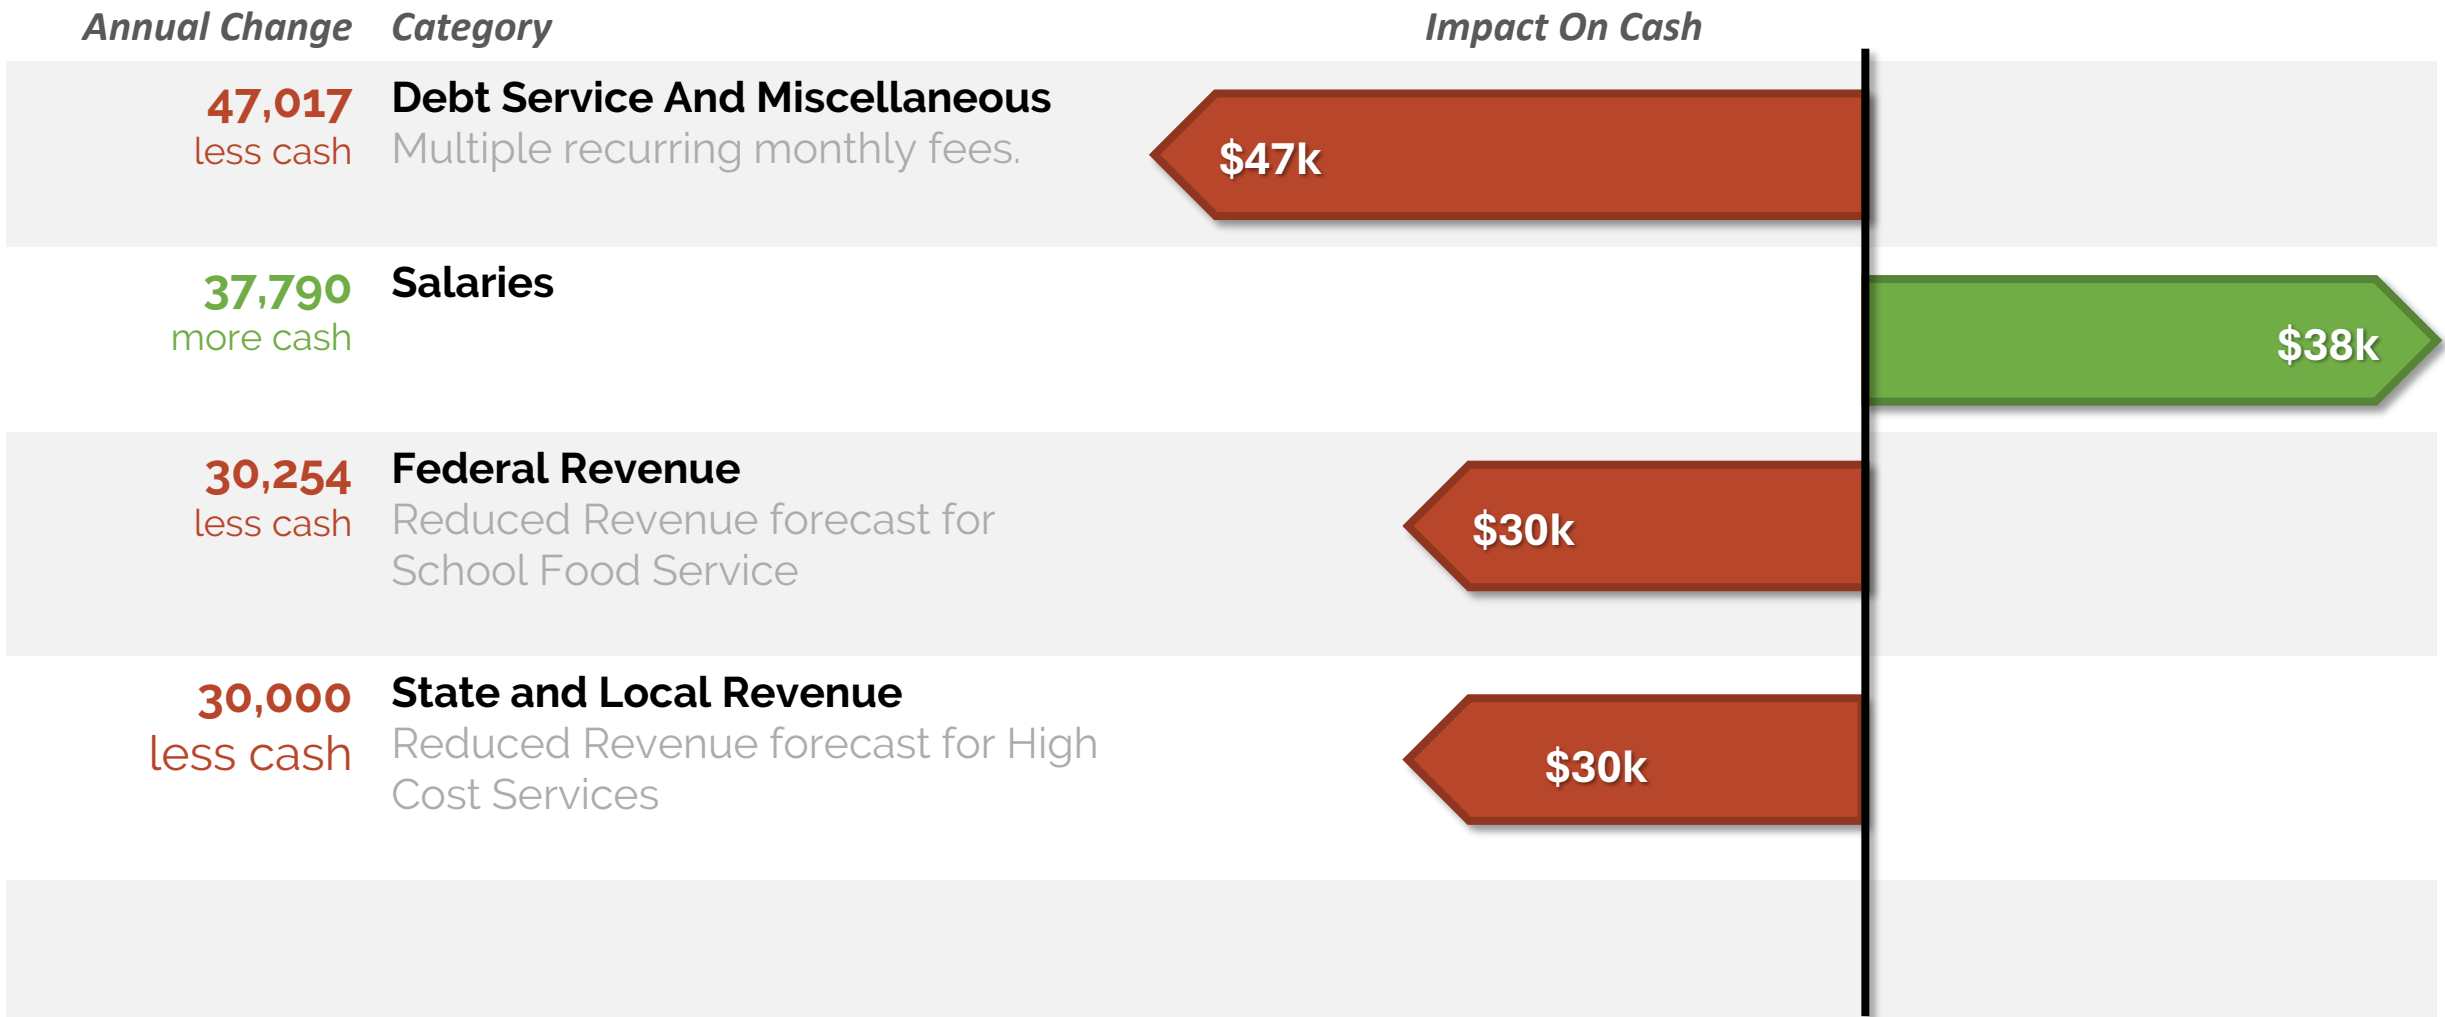 Annual Change Category Impact On Cash
47,017 Debt Service And Miscellaneous
less cash Multiple recurring monthly fees.
$47k
37,790 Salaries
more cash
$38k
30,254 Federal Revenue
less cash Reduced Revenue forecast for
School Food Service
$30k
30,000 State and Local Revenue
less cash Reduced Revenue forecast for High
Cost Services
$30k